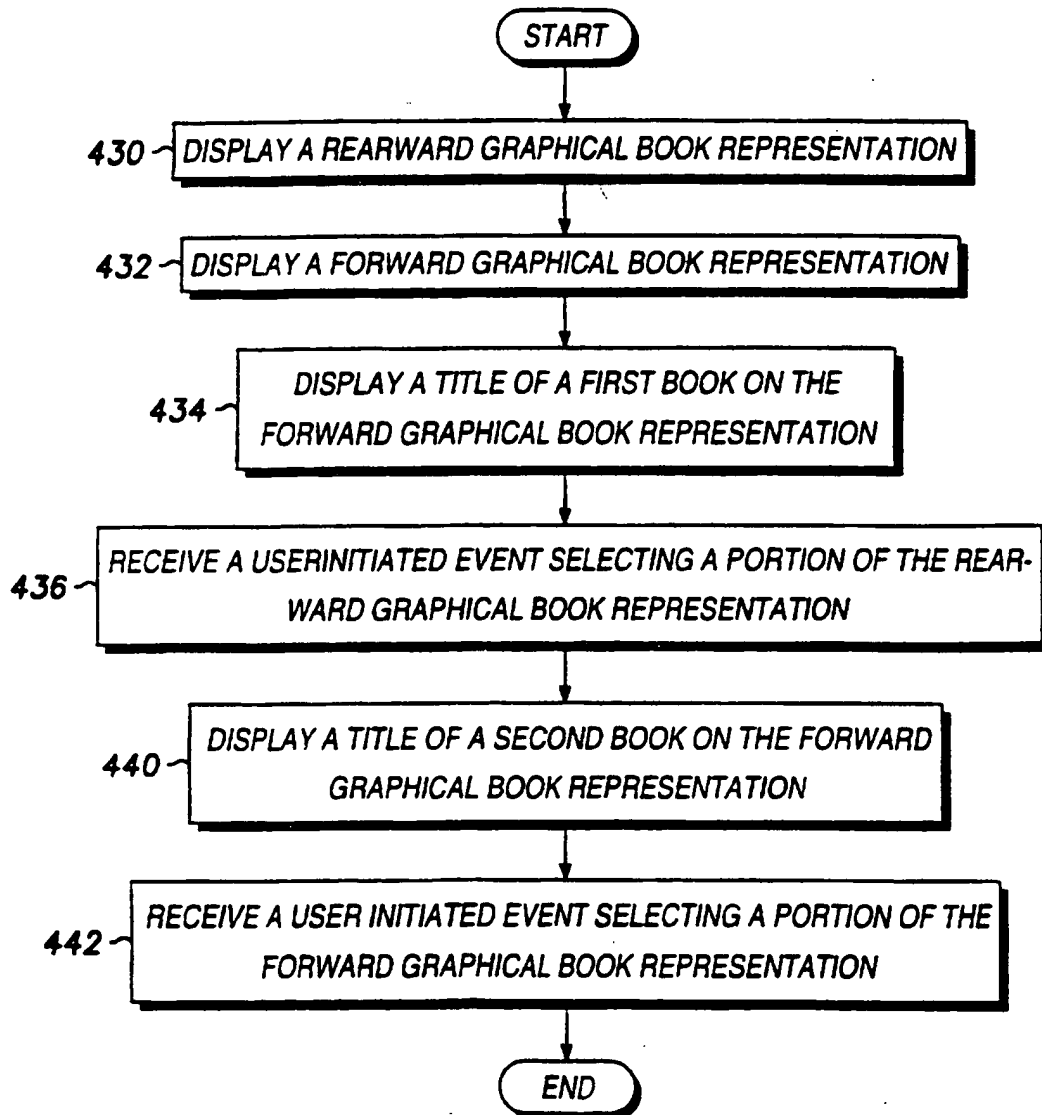 START
430 DISPLAY A REARWARD GRAPHICAL BOOK REPRESENTATION
432 DISPLAY A FORWARD GRAPHICAL BOOK REPRESENTATION
434 DISPLAY A TITLE OF A FIRST BOOK ON THE
FORWARD GRAPHICAL BOOK REPRESENTATION
436 RECEIVE A USERINITIATED EVENT SELECTING A PORTION OF THE REAR-
WARD GRAPHICAL BOOK REPRESENTATION
440 DISPLAY A TITLE OF A SECOND BOOK ON THE FORWARD
GRAPHICAL BOOK REPRESENTATION
442 RECEIVE A USER INITIATED EVENT SELECTING A PORTION OF THE
FORWARD GRAPHICAL BOOK REPRESENTATION
END